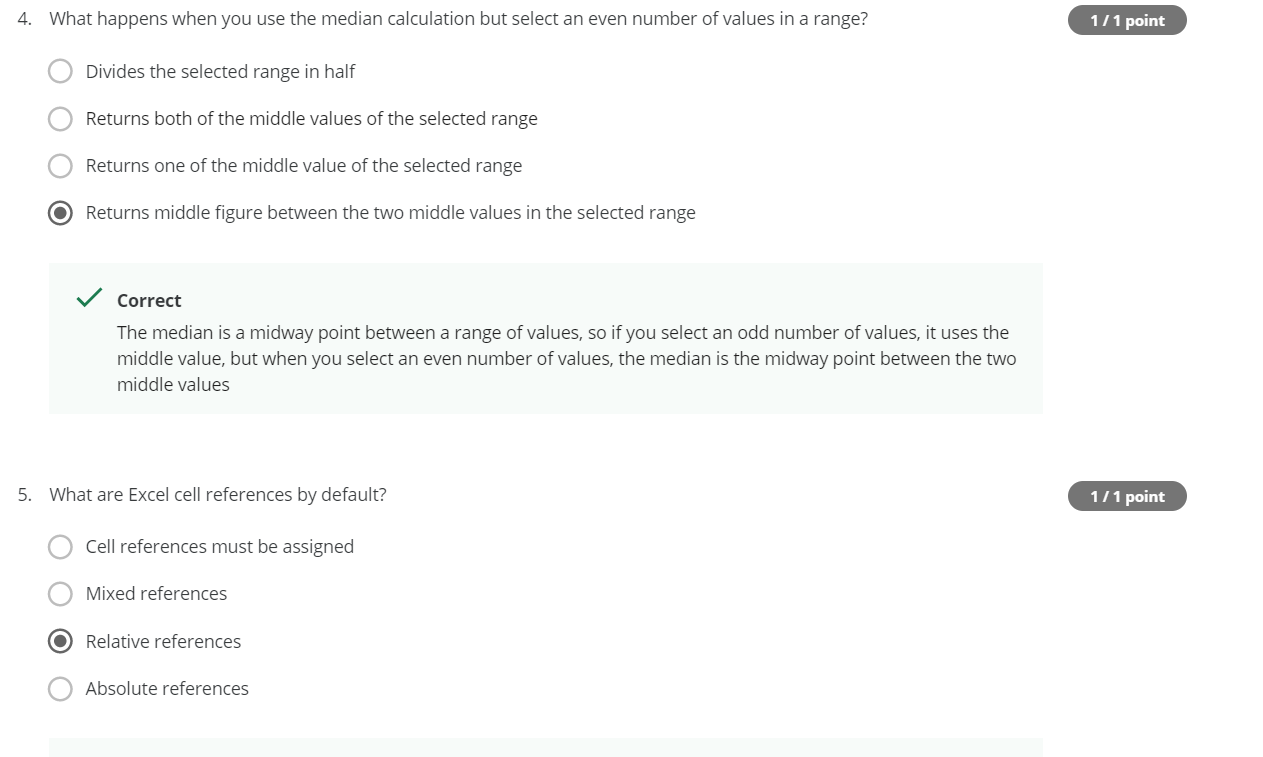 4. What happens when you use the median calculation but select an even number of values in a range?
1 / 1 point
Divides the selected range in half
Returns both of the middle values of the selected range
Returns one of the middle value of the selected range
Returns middle figure between the two middle values in the selected range
Correct
The median is a midway point between a range of values, so if you select an odd number of values, it uses the
middle value, but when you select an even number of values, the median is the midway point between the two
middle values
5. What are Excel cell references by default?
1 / 1 point
Cell references must be assigned
Mixed references
Relative references
Absolute references